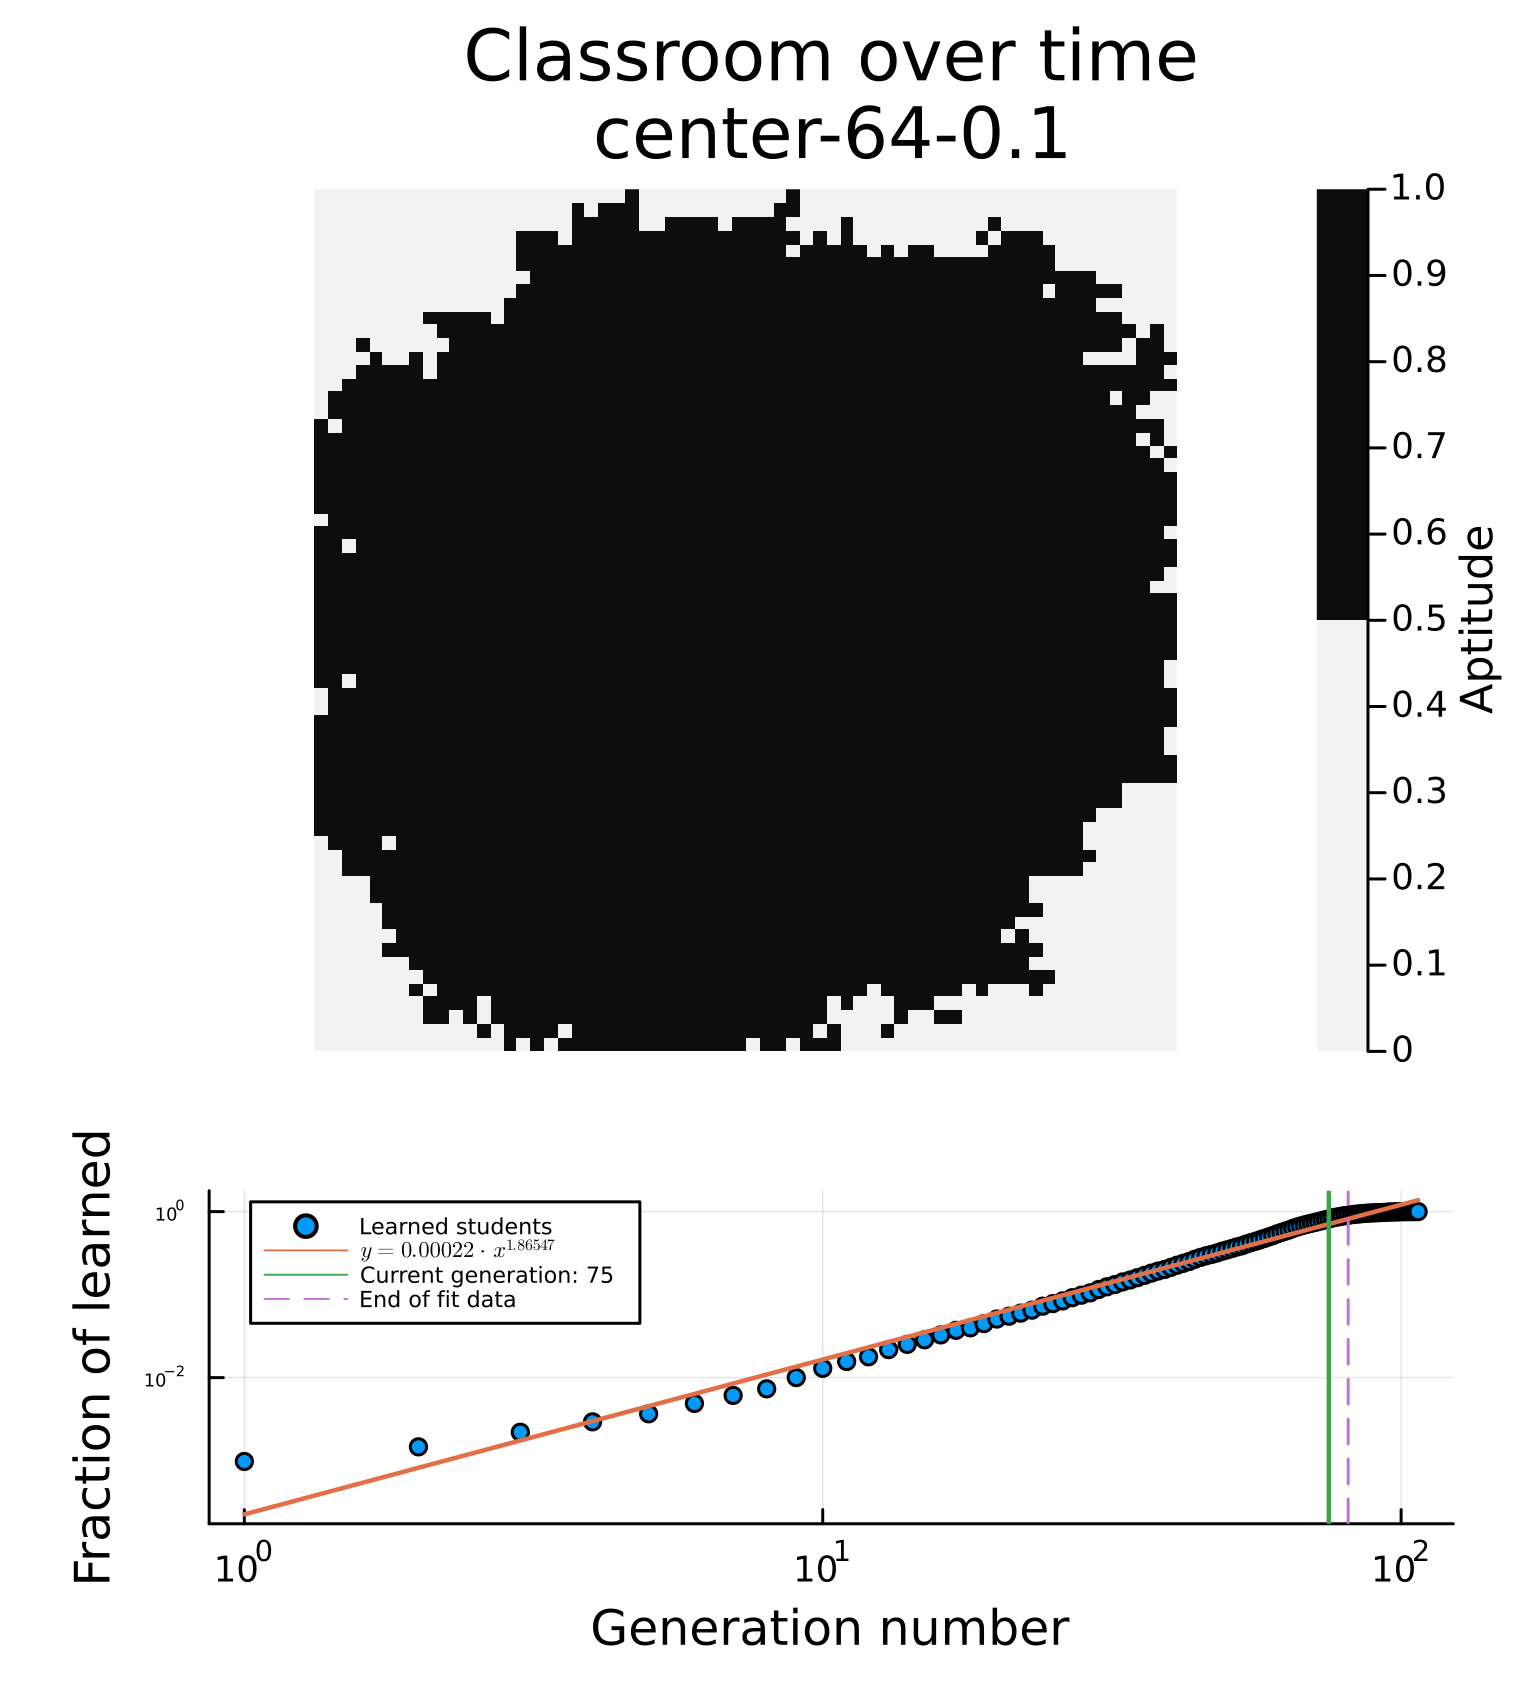 Classroom over time
center-64-0.1
1.0
0.9
0.8
0.7
0.6
0.5
0.4
0.3
0.2
0.1
0
Aptitude
Fraction of learned
10⁰
10⁻²
Learned students
y = 0.00022 · x^1.86547
Current generation: 75
End of fit data
10⁰
10¹
10²
Generation number